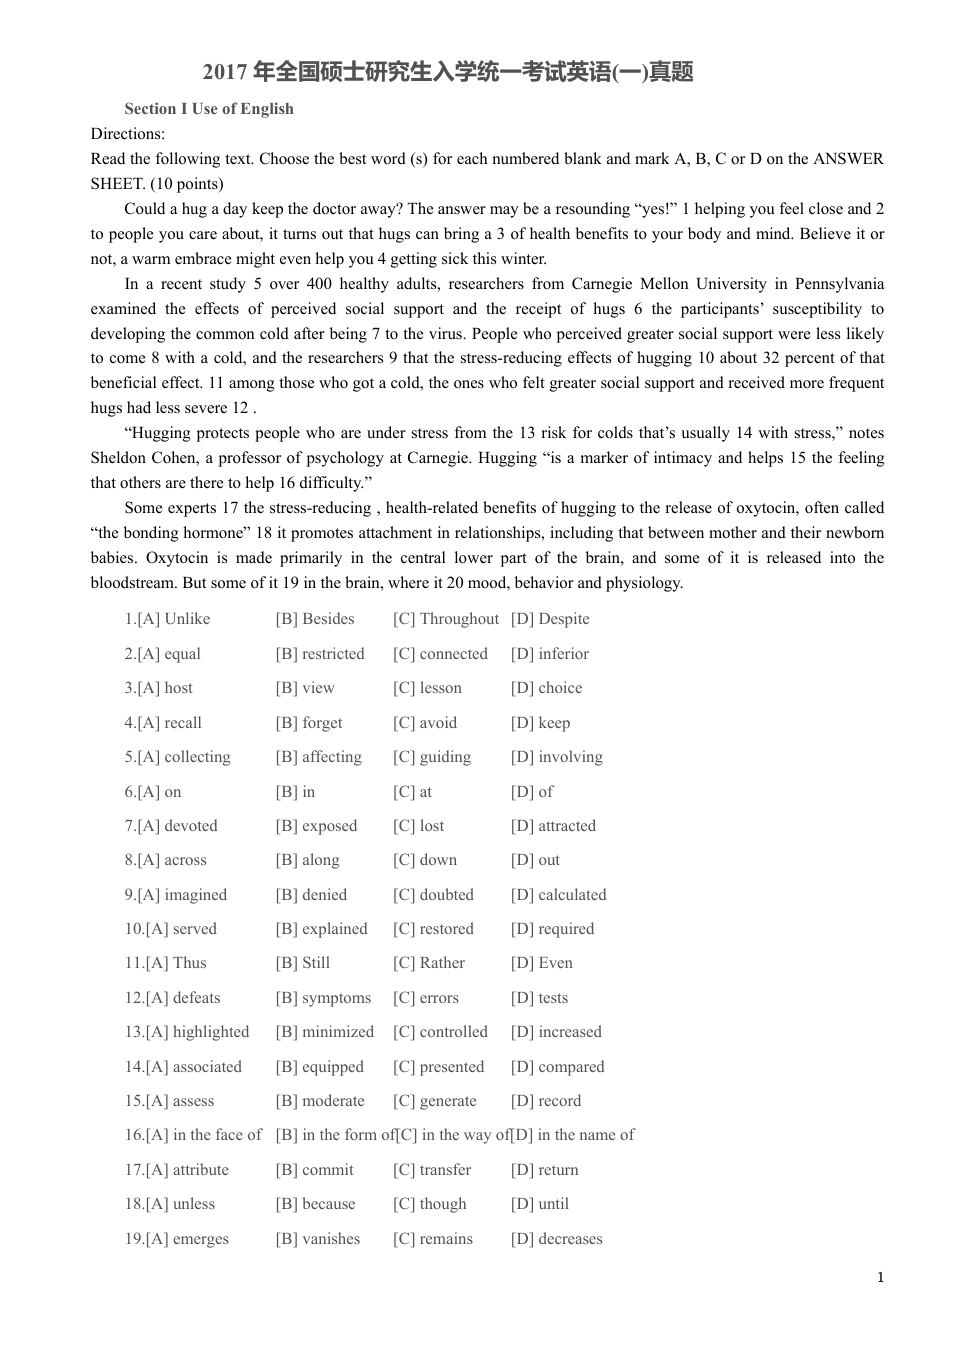 2017 年全国硕士研究生入学统一考试英语(一)真题
Section I Use of English
Directions:
Read the following text. Choose the best word (s) for each numbered blank and mark A, B, C or D on the ANSWER
SHEET. (10 points)
Could a hug a day keep the doctor away? The answer may be a resounding “yes!” 1 helping you feel close and 2
to people you care about, it turns out that hugs can bring a 3 of health benefits to your body and mind. Believe it or
not, a warm embrace might even help you 4 getting sick this winter.
In a recent study 5 over 400 healthy adults, researchers from Carnegie Mellon University in Pennsylvania
examined the effects of perceived social support and the receipt of hugs 6 the participants’ susceptibility to
developing the common cold after being 7 to the virus. People who perceived greater social support were less likely
to come 8 with a cold, and the researchers 9 that the stress-reducing effects of hugging 10 about 32 percent of that
beneficial effect. 11 among those who got a cold, the ones who felt greater social support and received more frequent
hugs had less severe 12 .
“Hugging protects people who are under stress from the 13 risk for colds that’s usually 14 with stress,” notes
Sheldon Cohen, a professor of psychology at Carnegie. Hugging “is a marker of intimacy and helps 15 the feeling
that others are there to help 16 difficulty.”
Some experts 17 the stress-reducing , health-related benefits of hugging to the release of oxytocin, often called
“the bonding hormone” 18 it promotes attachment in relationships, including that between mother and their newborn
babies. Oxytocin is made primarily in the central lower part of the brain, and some of it is released into the
bloodstream. But some of it 19 in the brain, where it 20 mood, behavior and physiology.
1.[A] Unlike [B] Besides [C] Throughout [D] Despite
2.[A] equal [B] restricted [C] connected [D] inferior
3.[A] host [B] view [C] lesson [D] choice
4.[A] recall [B] forget [C] avoid [D] keep
5.[A] collecting [B] affecting [C] guiding [D] involving
6.[A] on [B] in [C] at [D] of
7.[A] devoted [B] exposed [C] lost [D] attracted
8.[A] across [B] along [C] down [D] out
9.[A] imagined [B] denied [C] doubted [D] calculated
10.[A] served [B] explained [C] restored [D] required
11.[A] Thus [B] Still [C] Rather [D] Even
12.[A] defeats [B] symptoms [C] errors [D] tests
13.[A] highlighted [B] minimized [C] controlled [D] increased
14.[A] associated [B] equipped [C] presented [D] compared
15.[A] assess [B] moderate [C] generate [D] record
16.[A] in the face of [B] in the form of[C] in the way of[D] in the name of
17.[A] attribute [B] commit [C] transfer [D] return
18.[A] unless [B] because [C] though [D] until
19.[A] emerges [B] vanishes [C] remains [D] decreases
1